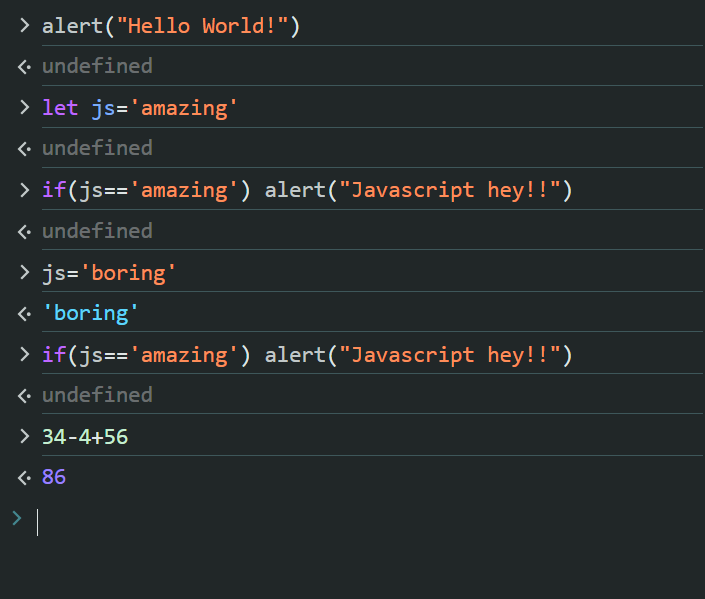 > alert("Hello World!")
<· undefined
> let js='amazing'
<· undefined
> if(js=='amazing') alert("Javascript hey!!")
<· undefined
> js='boring'
<· 'boring'
> if(js=='amazing') alert("Javascript hey!!")
<· undefined
> 34-4+56
<· 86
>